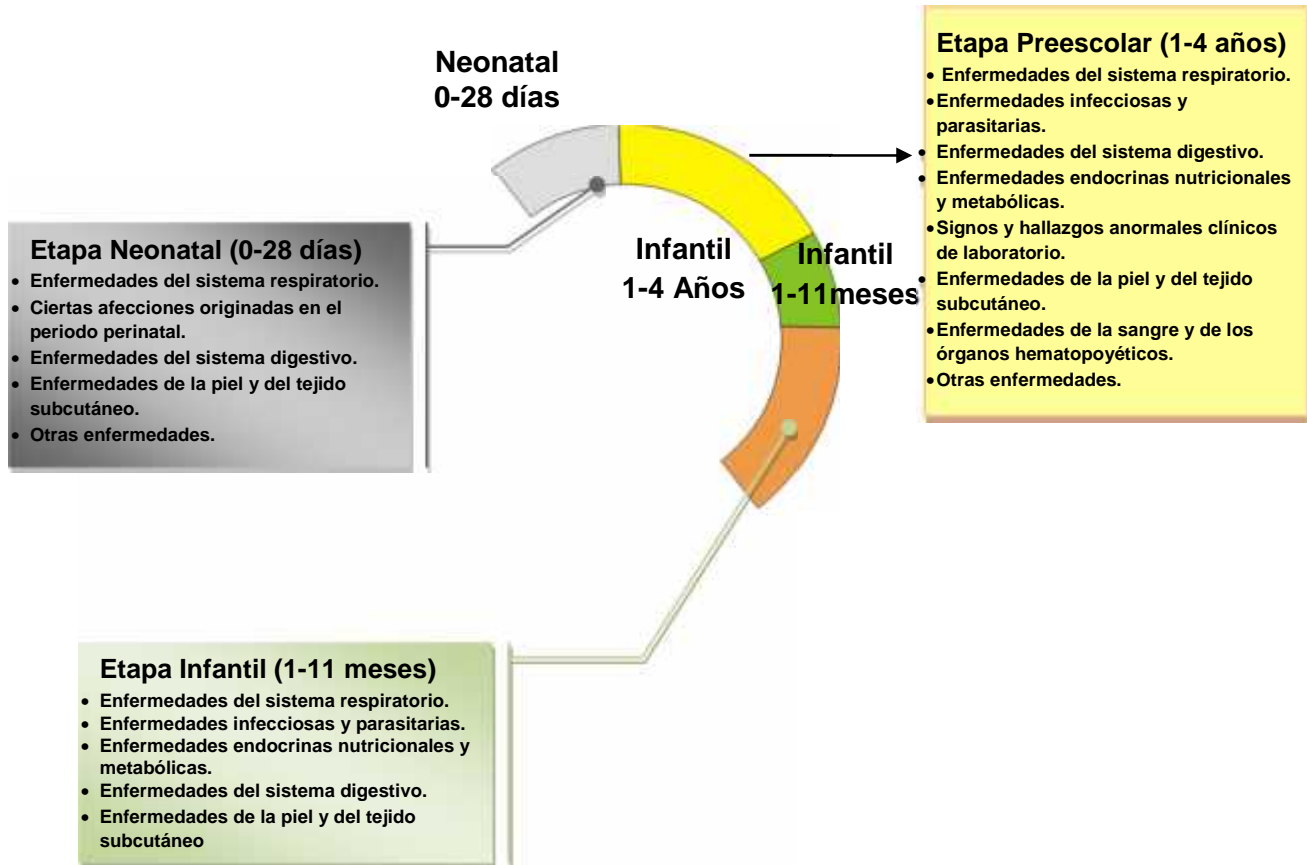 Neonatal
0-28 días
Etapa Preescolar (1-4 años)
• Enfermedades del sistema respiratorio.
• Enfermedades infecciosas y
parasitarias.
• Enfermedades del sistema digestivo.
• Enfermedades endocrinas nutricionales
y metabólicas.
• Signos y hallazgos anormales clínicos
de laboratorio.
• Enfermedades de la piel y del tejido
subcutáneo.
• Enfermedades de la sangre y de los
órganos hematopoyéticos.
• Otras enfermedades.
Etapa Neonatal (0-28 días)
• Enfermedades del sistema respiratorio.
• Ciertas afecciones originadas en el
periodo perinatal.
• Enfermedades del sistema digestivo.
• Enfermedades de la piel y del tejido
subcutáneo.
• Otras enfermedades.
Infantil
1-4 Años
Infantil
1-11meses
Etapa Infantil (1-11 meses)
• Enfermedades del sistema respiratorio.
• Enfermedades infecciosas y parasitarias.
• Enfermedades endocrinas nutricionales y
metabólicas.
• Enfermedades del sistema digestivo.
• Enfermedades de la piel y del tejido
subcutáneo